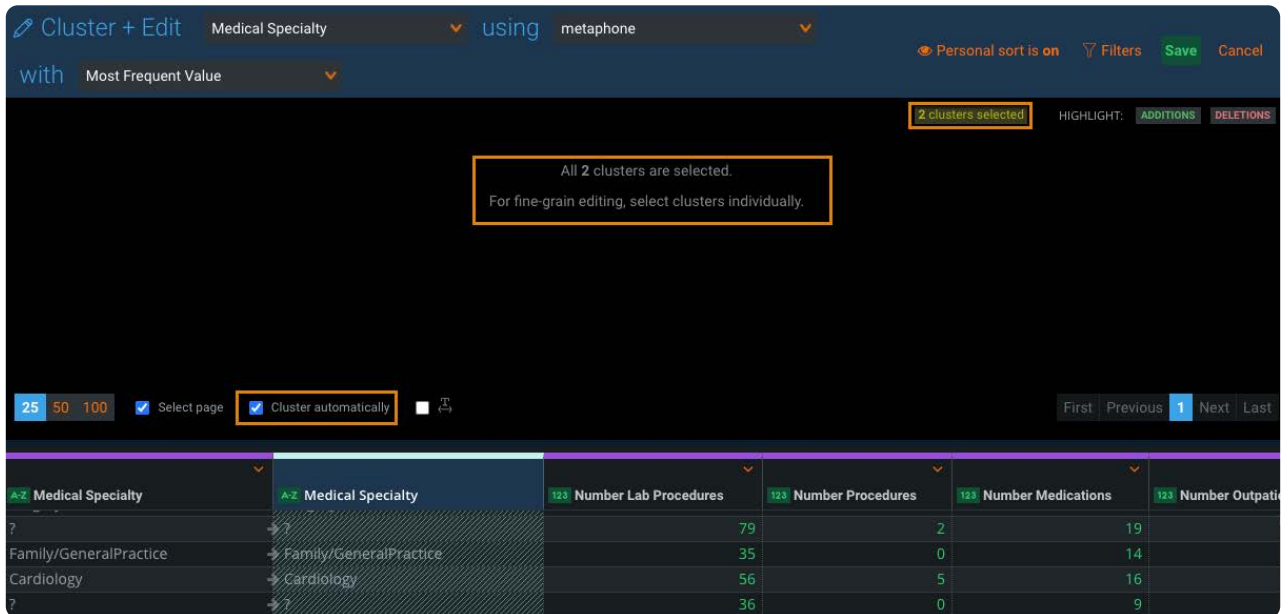 Cluster + Edit Medical Specialty using metaphone
Personal sort is on Filters Save Cancel
with Most Frequent Value
2 clusters selected HIGHLIGHT: ADDITIONS DELETIONS
All 2 clusters are selected.
For fine-grain editing, select clusters individually.
25 50 100 Select page Cluster automatically T First Previous 1 Next Last
A-Z Medical Specialty A-Z Medical Specialty 123 Number Lab Procedures 123 Number Procedures 123 Number Medications 123 Number Outpatie
? → ? 79 2 19
Family/GeneralPractice → Family/GeneralPractice 35 0 14
Cardiology → Cardiology 56 5 16
? → ? 36 0 9